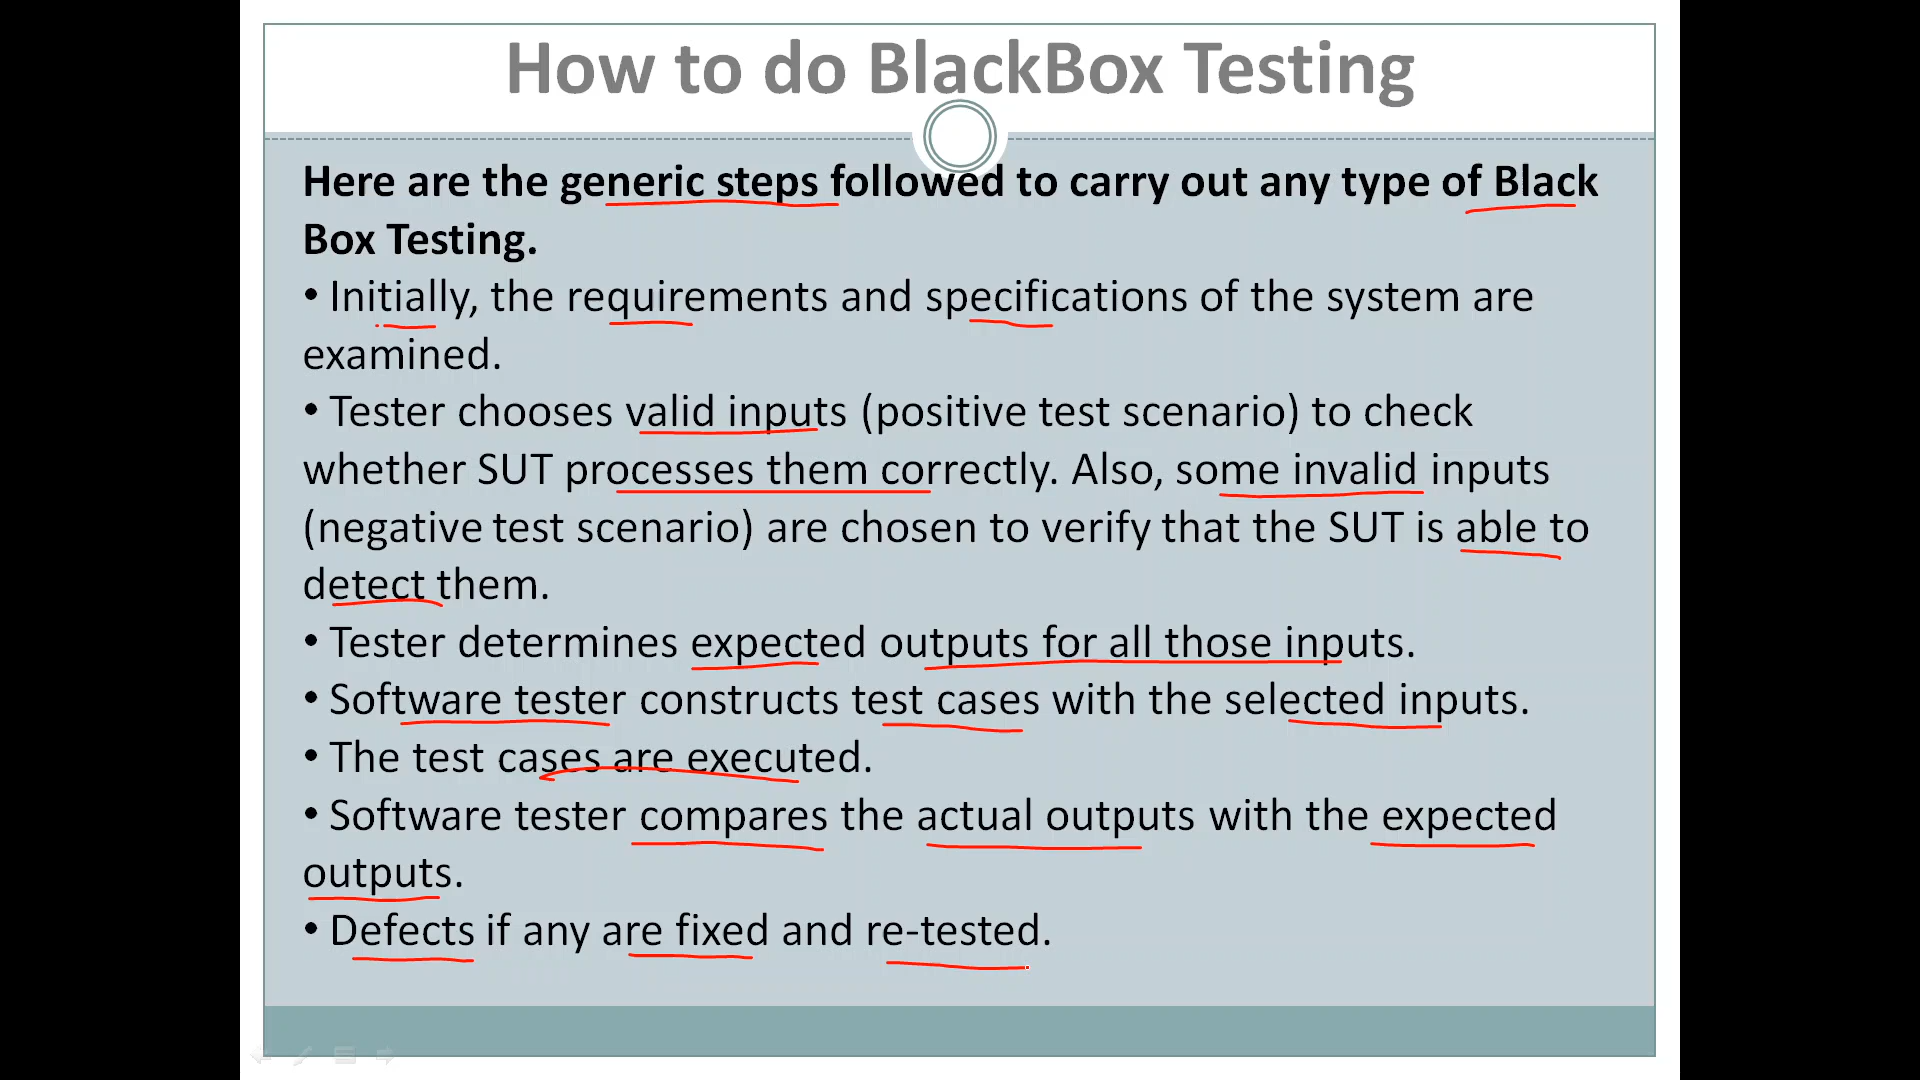 How to do BlackBox Testing
Here are the generic steps followed to carry out any type of Black
Box Testing.
• Initially, the requirements and specifications of the system are
examined.
• Tester chooses valid inputs (positive test scenario) to check
whether SUT processes them correctly. Also, some invalid inputs
(negative test scenario) are chosen to verify that the SUT is able to
detect them.
• Tester determines expected outputs for all those inputs.
• Software tester constructs test cases with the selected inputs.
• The test cases are executed.
• Software tester compares the actual outputs with the expected
outputs.
• Defects if any are fixed and re-tested.